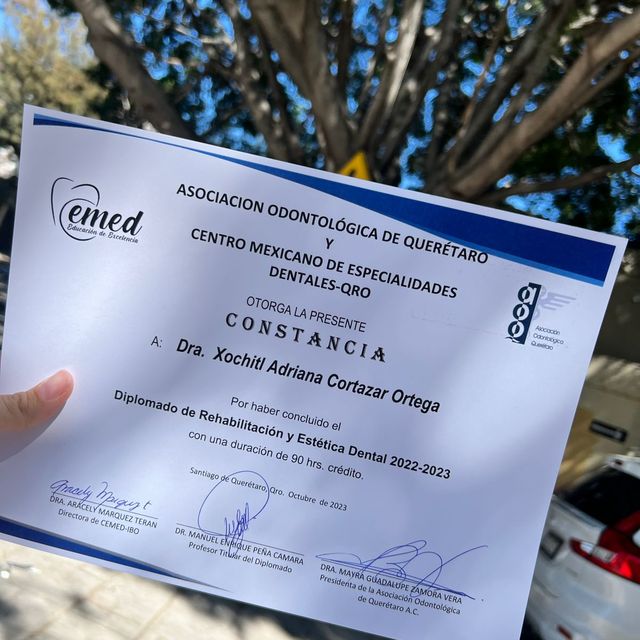 Cemed
Educación de Excelencia
ASOCIACION ODONTOLÓGICA DE QUERÉTARO
Y
CENTRO MEXICANO DE ESPECIALIDADES
DENTALES-QRO
Asociación
Odontológica
Querétaro
OTORGA LA PRESENTE
CONSTANCIA
A: Dra. Xochitl Adriana Cortazar Ortega
Por haber concluido el
Diplomado de Rehabilitación y Estética Dental 2022-2023
con una duración de 90 hrs. crédito.
Santiago de Querétaro, Qro, Octubre de 2023
Aracely Marquez t
DRA. ARACELY MARQUEZ TERAN
Directora de CEMED-IBO
DR. MANUEL ENRIQUE PEÑA CAMARA
Profesor Titular del Diplomado
DRA. MAYRA GUADALUPE ZAMORA VERA
Presidenta de la Asociación Odontológica
de Querétaro A.C.